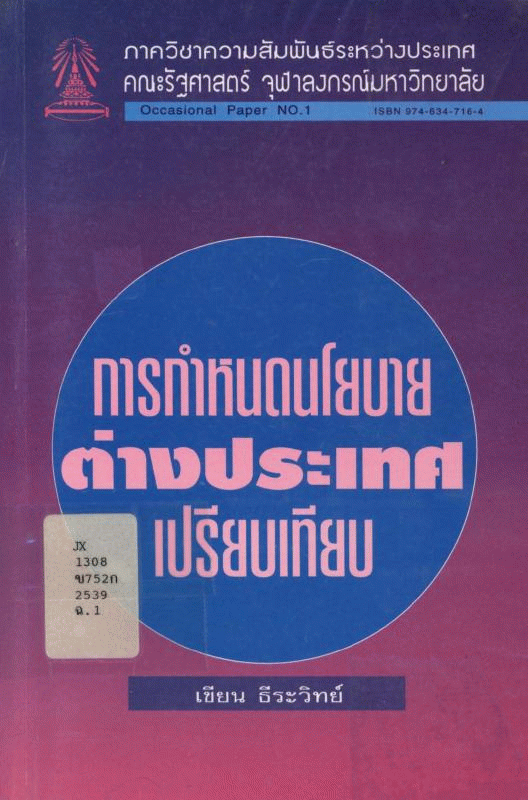 ภาควิชาความสัมพันธ์ระหว่างประเทศ
คณะรัฐศาสตร์ จุฬาลงกรณ์มหาวิทยาลัย
Occasional Paper NO.1 ISBN 974-634-716-4
การกำหนดนโยบาย
ต่างประเทศ
เปรียบเทียบ
JX
1308
ข752ก
2539
ฉ.1
เขียน ธีระวิทย์